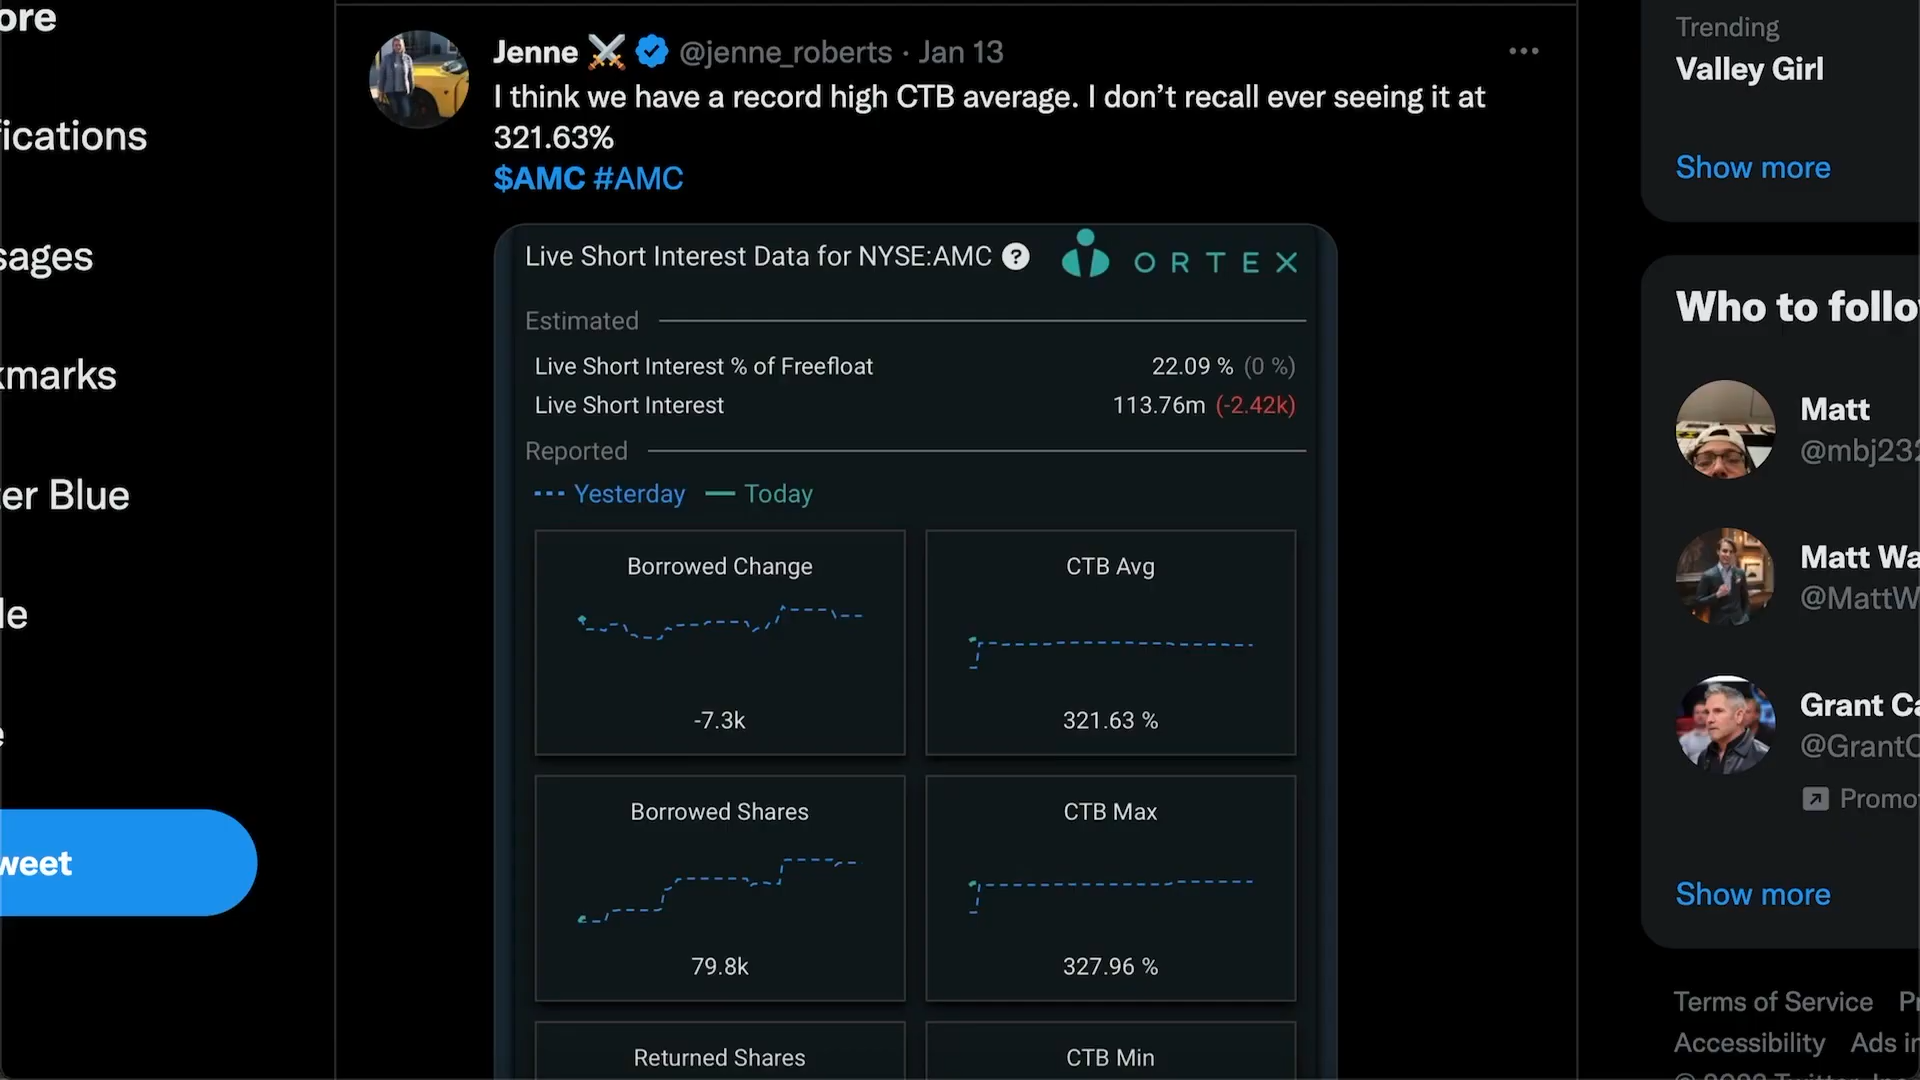 ore
fications
sages
kmarks
er Blue
le
e
weet
Jenne @jenne_roberts · Jan 13
I think we have a record high CTB average. I don’t recall ever seeing it at
321.63%
$AMC #AMC
Live Short Interest Data for NYSE:AMC ? ORTEX
Estimated
Live Short Interest % of Freefloat 22.09 % (0 %)
Live Short Interest 113.76m (-2.42k)
Reported
Yesterday Today
Borrowed Change
-7.3k
CTB Avg
321.63 %
Borrowed Shares
79.8k
CTB Max
327.96 %
Returned Shares
CTB Min
Trending
Valley Girl
Show more
Who to follo
Matt
@mbj232
Matt Wa
@MattW
Grant Ca
@GrantC
Promo
Show more
Terms of Service Pr
Accessibility Ads in